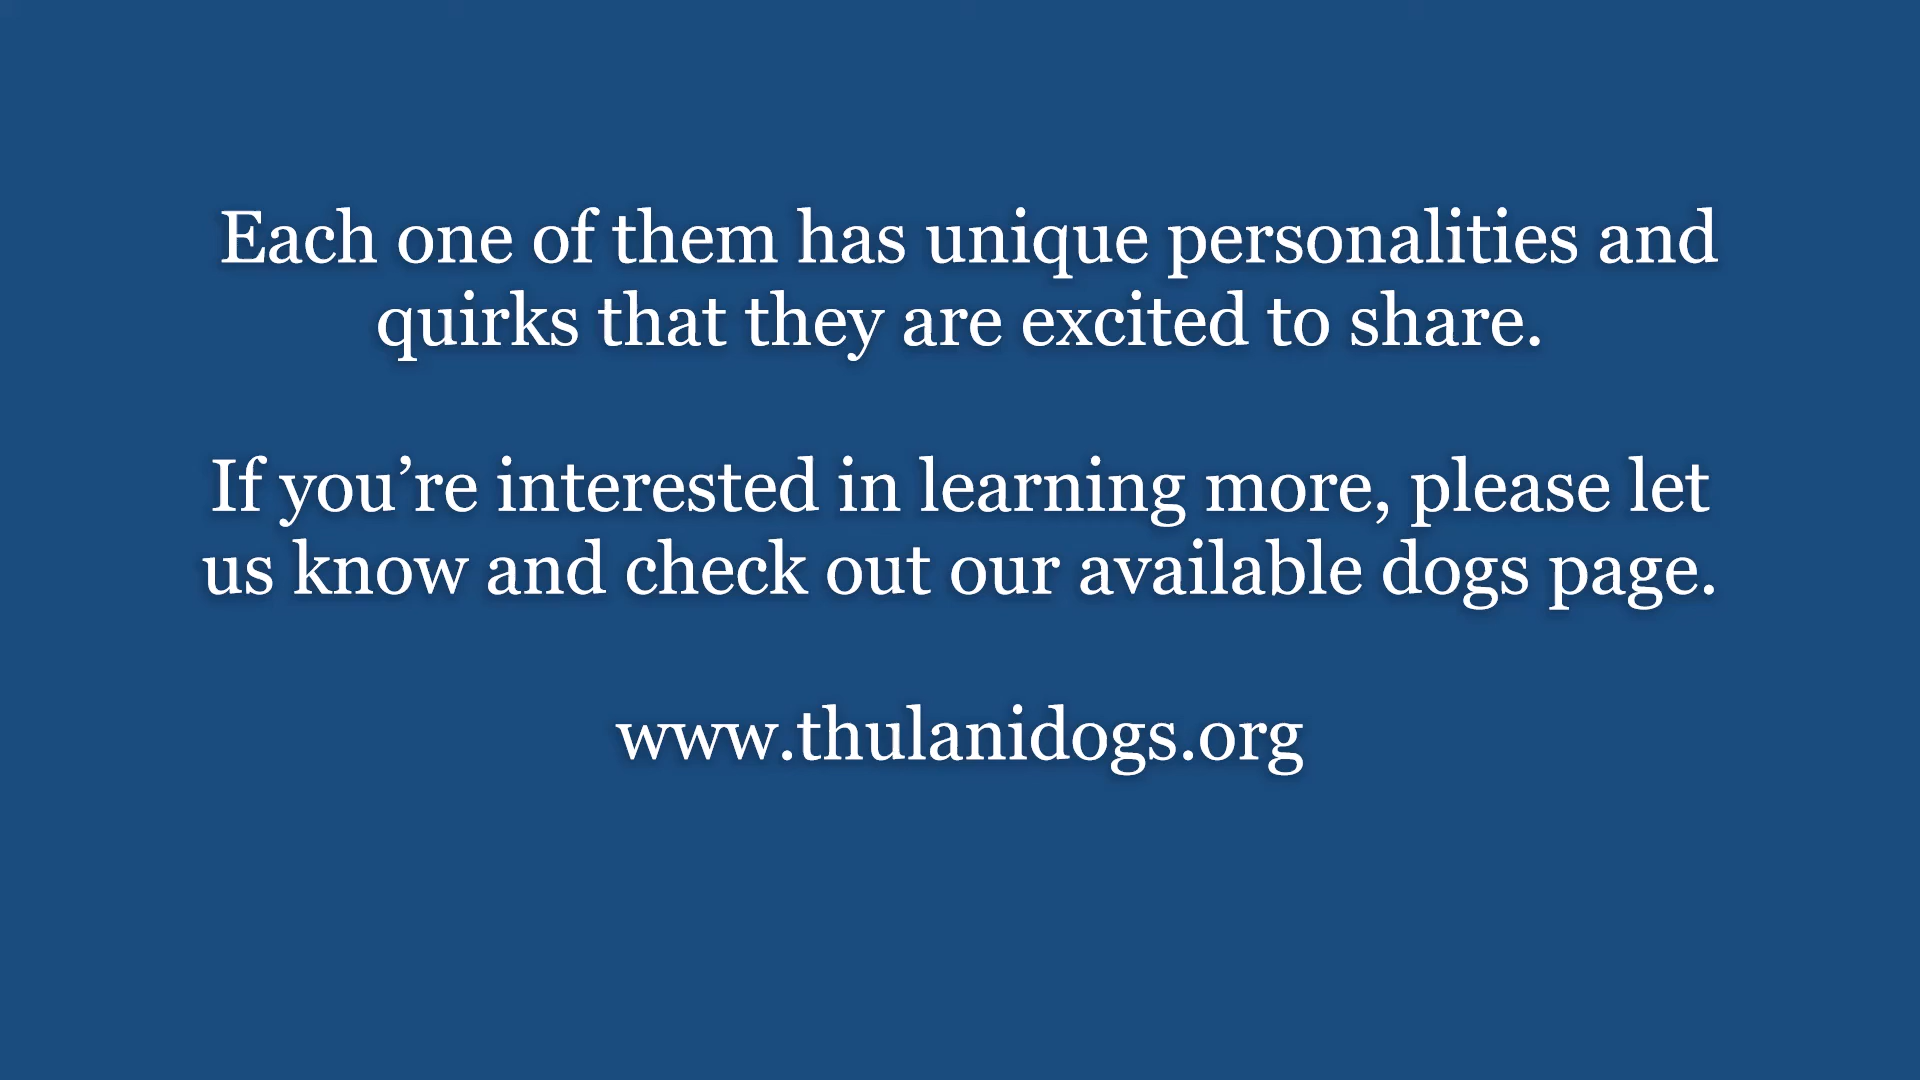 Each one of them has unique personalities and
quirks that they are excited to share.
If you’re interested in learning more, please let
us know and check out our available dogs page.
www.thulanidogs.org